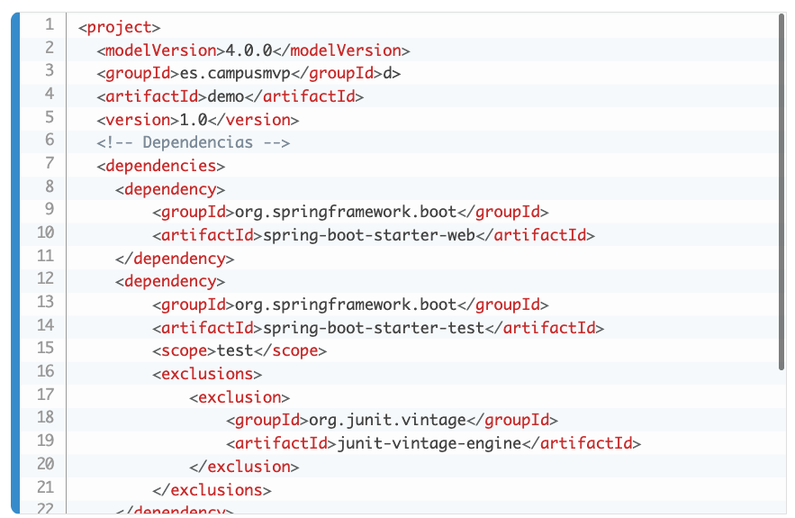 1 <project>
2 <modelVersion>4.0.0</modelVersion>
3 <groupId>es.campusmvp</groupId>d>
4 <artifactId>demo</artifactId>
5 <version>1.0</version>
6 <!-- Dependencias -->
7 <dependencies>
8 <dependency>
9 <groupId>org.springframework.boot</groupId>
10 <artifactId>spring-boot-starter-web</artifactId>
11 </dependency>
12 <dependency>
13 <groupId>org.springframework.boot</groupId>
14 <artifactId>spring-boot-starter-test</artifactId>
15 <scope>test</scope>
16 <exclusions>
17 <exclusion>
18 <groupId>org.junit.vintage</groupId>
19 <artifactId>junit-vintage-engine</artifactId>
20 </exclusion>
21 </exclusions>
22 </dependency>